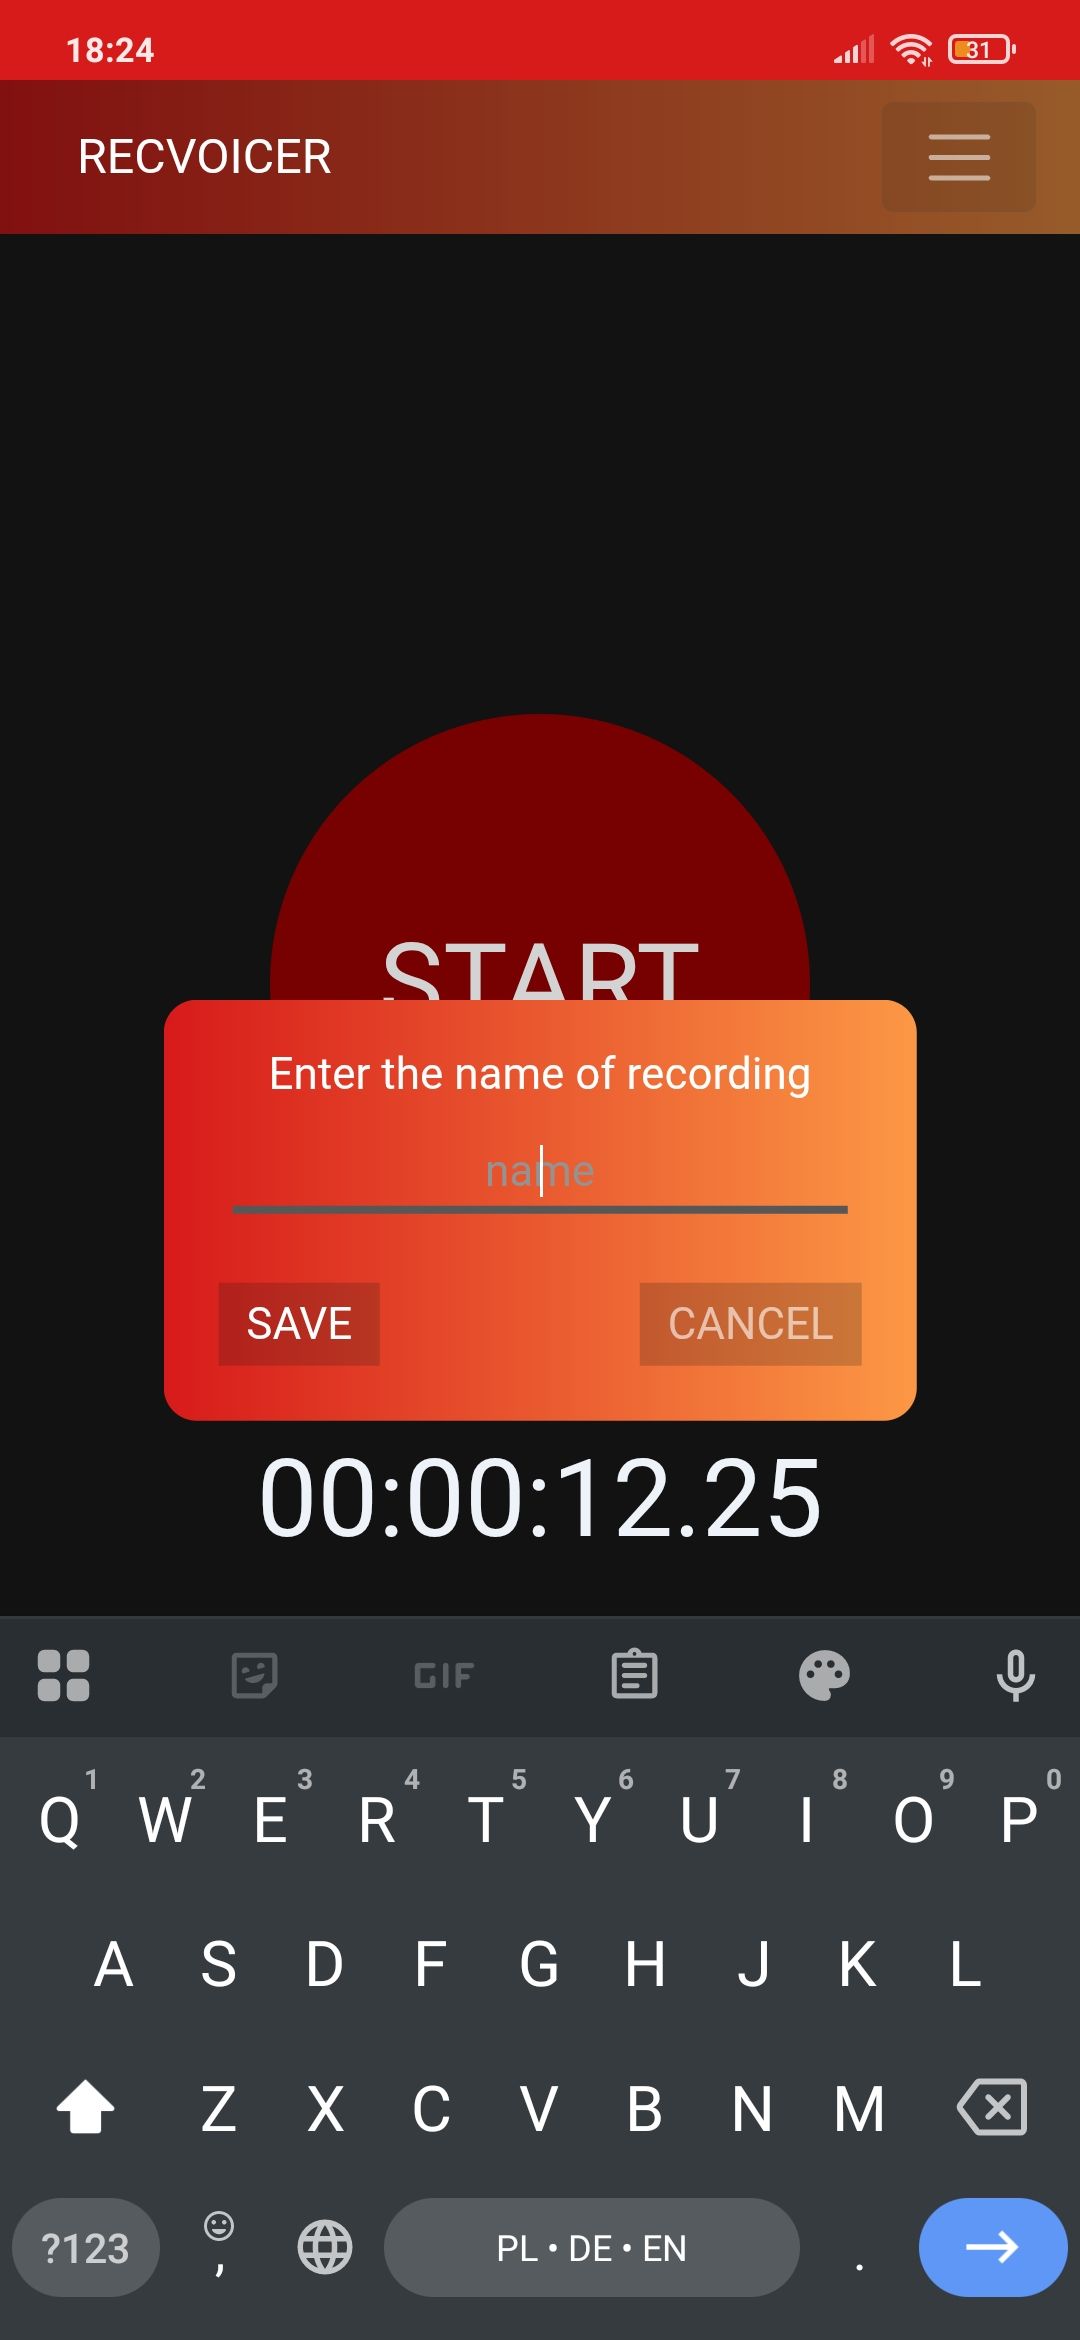 18:24
31
RECVOICER
START
Enter the name of recording
name
SAVE CANCEL
00:00:12.25
GIF
1 2 3 4 5 6 7 8 9 0
Q W E R T Y U I O P
A S D F G H J K L
Z X C V B N M
?123 , PL • DE • EN .